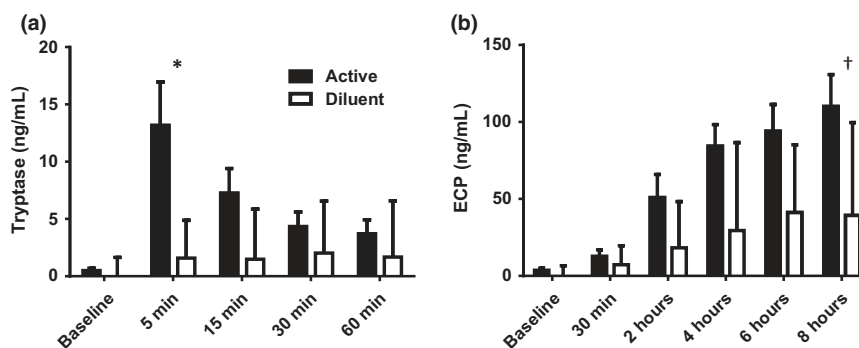 (a)
Tryptase (ng/mL)
20
15
10
5
0
*
Active
Diluent
Baseline
5 min
15 min
30 min
60 min
(b)
ECP (ng/mL)
150
100
50
0
†
Baseline
30 min
2 hours
4 hours
6 hours
8 hours